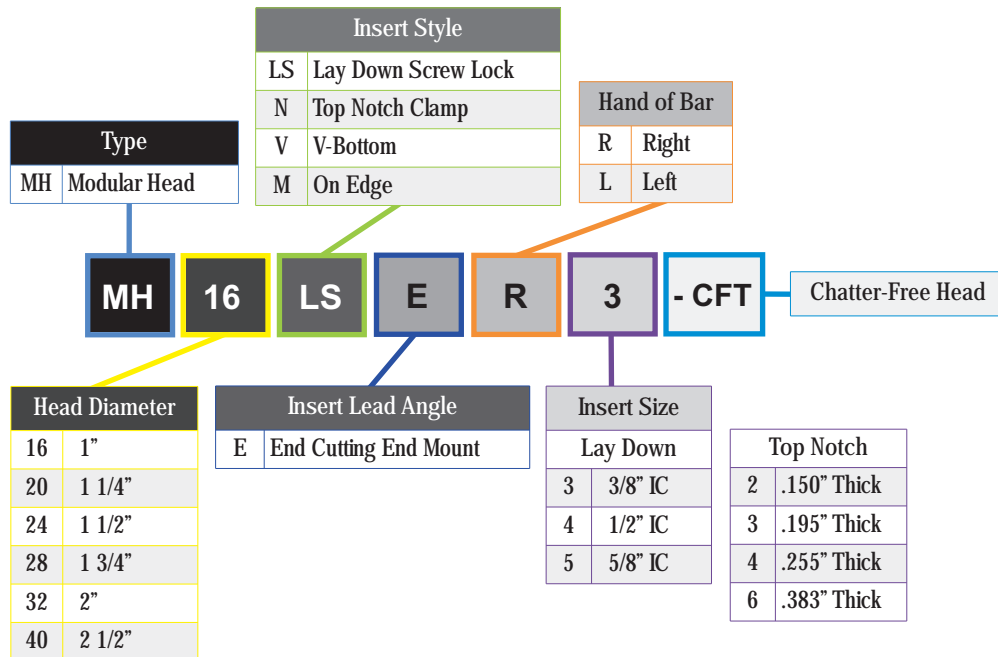 Insert Style
LS Lay Down Screw Lock
N Top Notch Clamp
V V-Bottom
M On Edge
Hand of Bar
R Right
L Left
Type
MH Modular Head
MH 16 LS E R 3 - CFT
Chatter-Free Head
Head Diameter
16 1”
20 1 1/4”
24 1 1/2”
28 1 3/4”
32 2”
40 2 1/2”
Insert Lead Angle
E End Cutting End Mount
Insert Size
Lay Down
3 3/8” IC
4 1/2” IC
5 5/8” IC
Top Notch
2 .150” Thick
3 .195” Thick
4 .255” Thick
6 .383” Thick